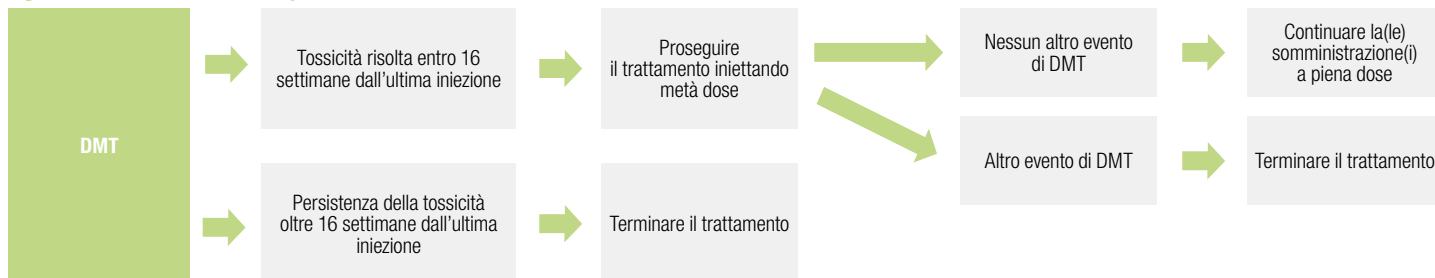 DMT
Tossicità risolta entro 16
settimane dall'ultima iniezione
Proseguire
il trattamento iniettando
metà dose
Nessun altro evento
di DMT
Continuare la(le)
somministrazione(i)
a piena dose
Altro evento di DMT
Terminare il trattamento
Persistenza della tossicità
oltre 16 settimane dall'ultima
iniezione
Terminare il trattamento